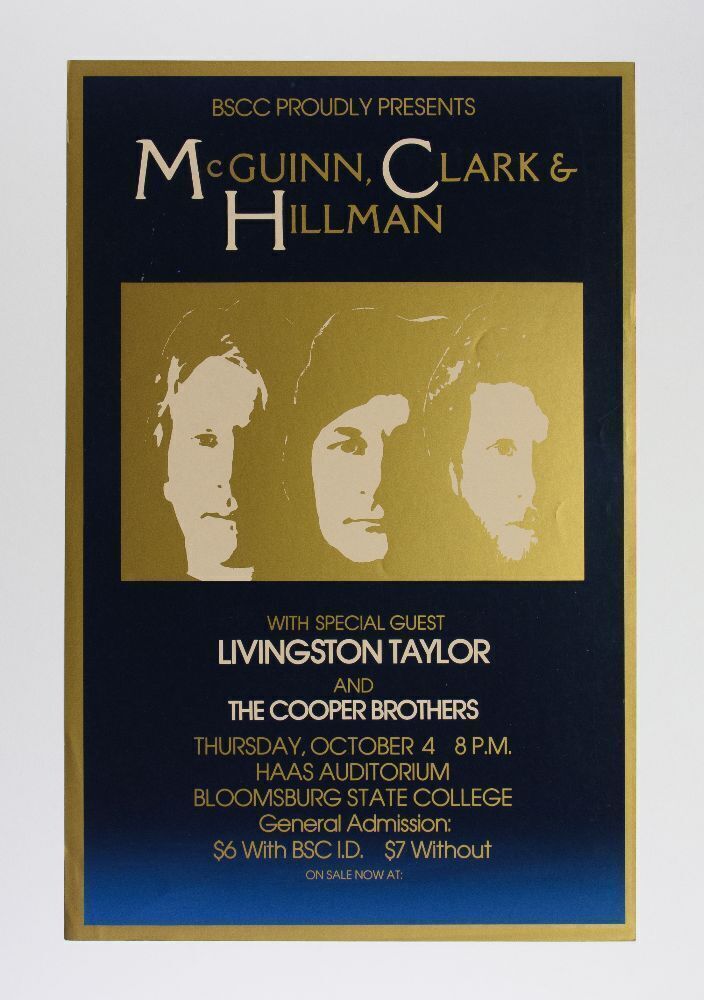 BSCC PROUDLY PRESENTS
McGUINN, CLARK &
HILLMAN
WITH SPECIAL GUEST
LIVINGSTON TAYLOR
AND
THE COOPER BROTHERS
THURSDAY, OCTOBER 4 8 P.M.
HAAS AUDITORIUM
BLOOMSBURG STATE COLLEGE
General Admission:
$6 With BSC I.D. $7 Without
ON SALE NOW AT: